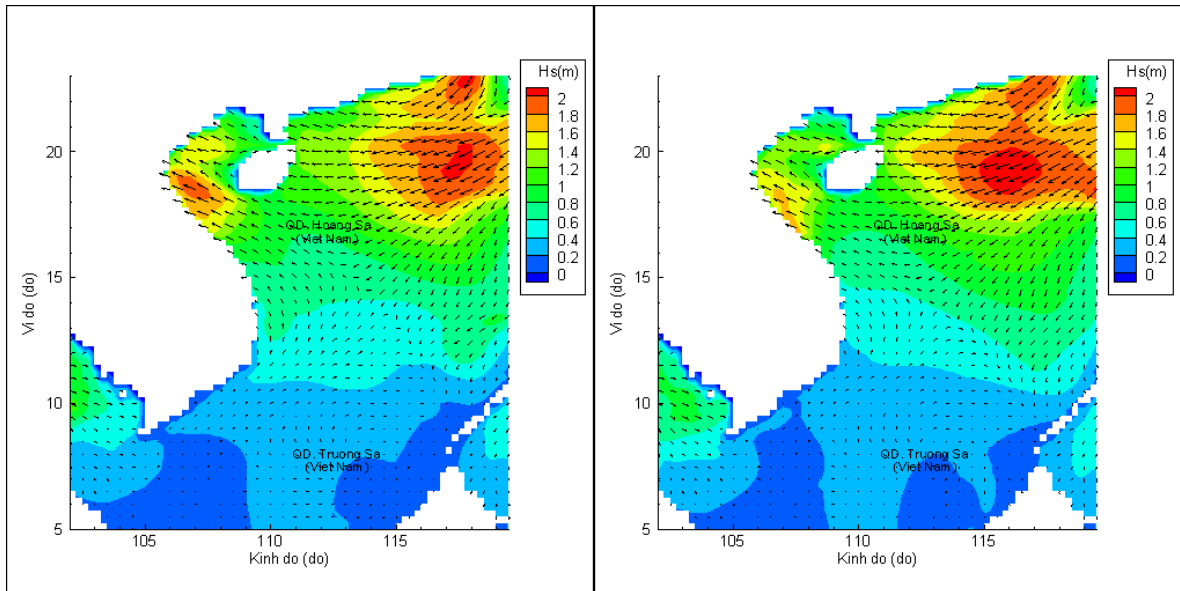 Hs(m)
2
1.8
1.6
1.4
1.2
1
0.8
0.6
0.4
0.2
0
20
15
10
5
Vi do (do)
QD. Hoang Sa
(Viet Nam)
QD. Truong Sa
(Viet Nam)
105
110
115
Kinh do (do)
Hs(m)
2
1.8
1.6
1.4
1.2
1
0.8
0.6
0.4
0.2
0
20
15
10
5
Vi do (do)
QD. Hoang Sa
(Viet Nam)
QD. Truong Sa
(Viet Nam)
105
110
115
Kinh do (do)